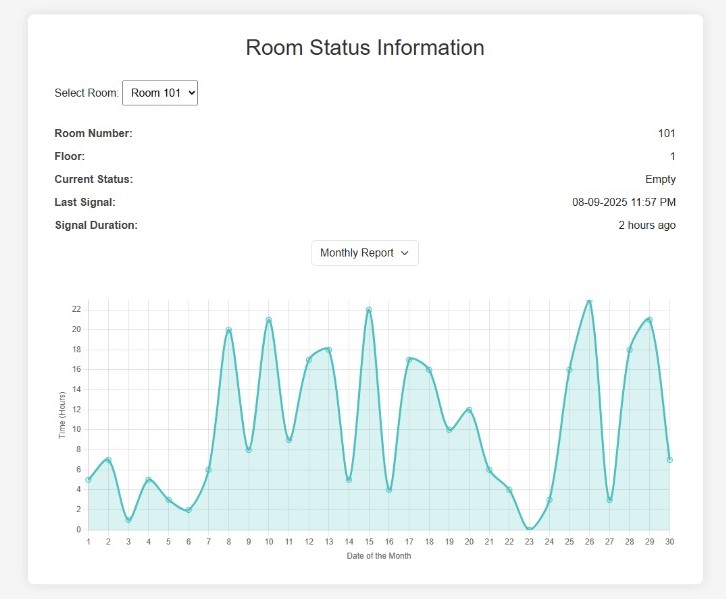 Room Status Information
Select Room: Room 101
Room Number: 101
Floor: 1
Current Status: Empty
Last Signal: 08-09-2025 11:57 PM
Signal Duration: 2 hours ago
Monthly Report
22
20
18
16
14
12
10
8
6
4
2
0
Time (Hours)
1 2 3 4 5 6 7 8 9 10 11 12 13 14 15 16 17 18 19 20 21 22 23 24 25 26 27 28 29 30
Date of the Month